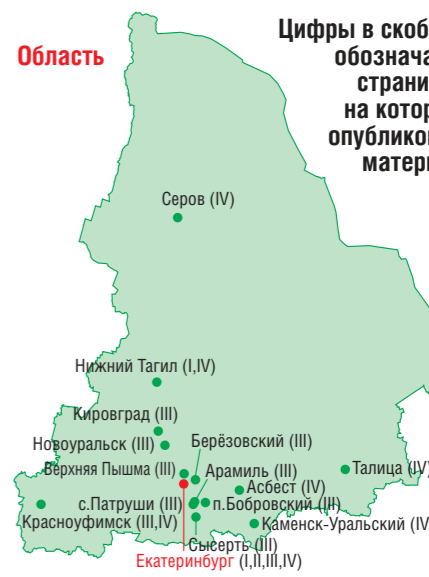 Область
Цифры в скоб
обознача
страни
на котор
опубликов
матери
Серов (IV)
Нижний Тагил (I,IV)
Кировград (III)
Новоуральск (III)
Берёзовский (III)
Верхняя Пышма (III)
Арамиль (III)
Талица (IV)
Асбест (IV)
с.Патруши (III)
п.Бобровский (III)
Красноуфимск (III,IV)
Каменск-Уральский (IV
Сысерть (III)
Екатеринбург (I,II,III,IV)